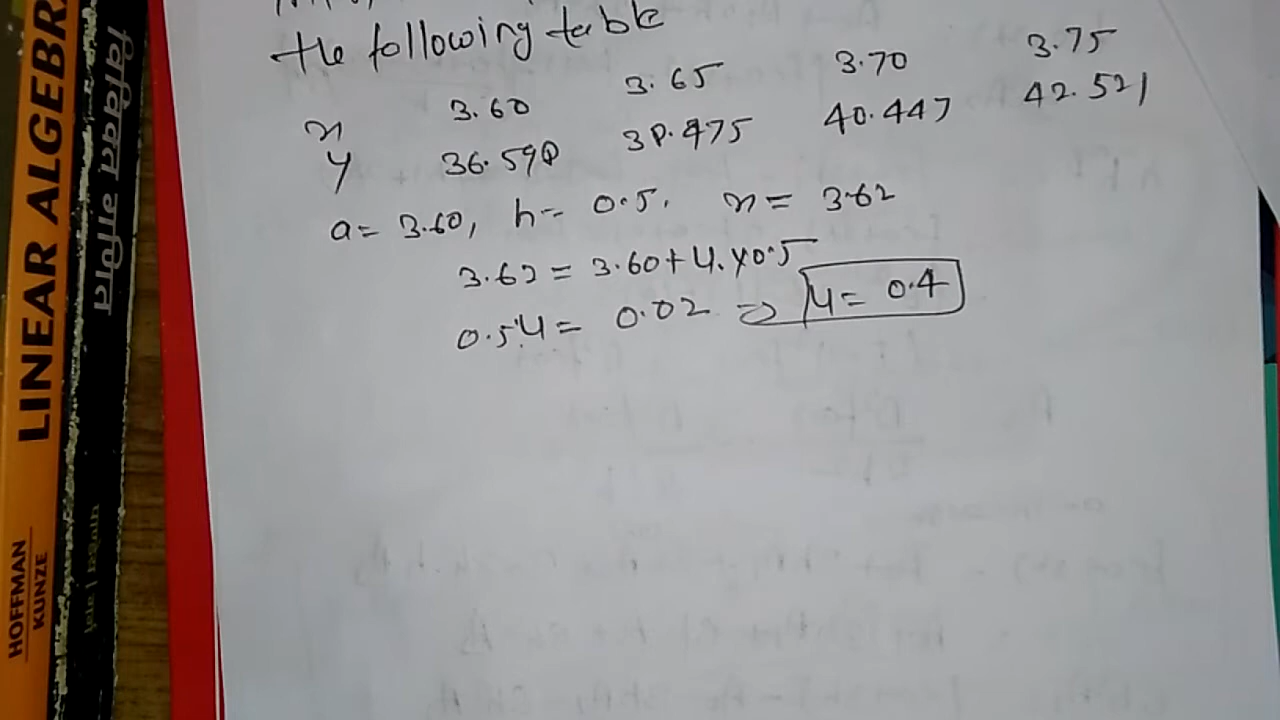 the following table
x 3.60 3.65 3.70 3.75
y 36.598 38.475 40.447 42.521
a = 3.60, h = 0.5, x = 3.62
3.62 = 3.60 + u.x0.5
0.5u = 0.02 => u = 0.4
LINEAR ALGEBRA
HOFFMAN
KUNZE
विविक्त गणित